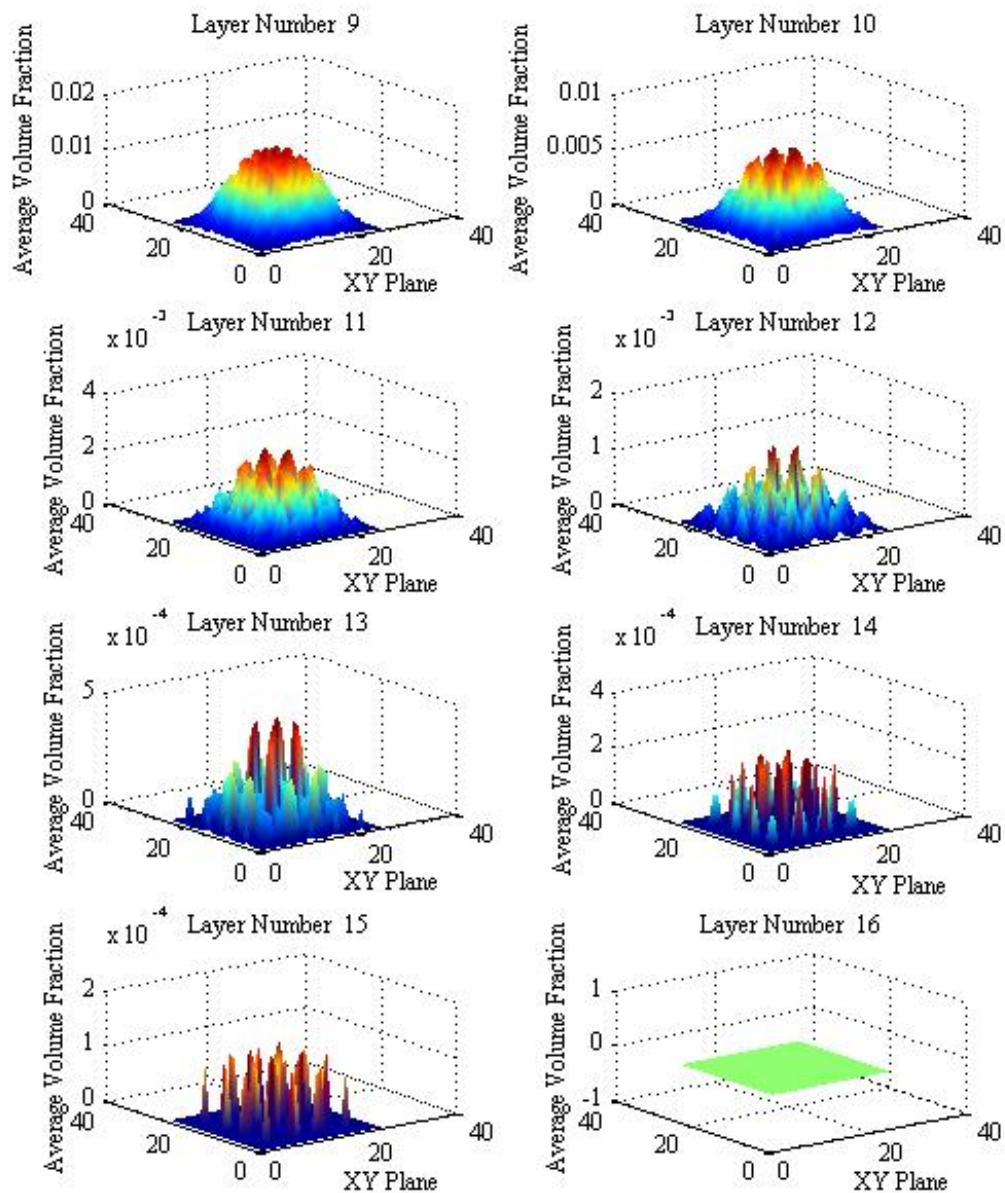 Layer Number 9
Average Volume Fraction
0.02
0.01
0
40
20
0
0
20
40
XY Plane
Layer Number 10
Average Volume Fraction
0.01
0.005
0
40
20
0
0
20
40
XY Plane
x 10^-3
Layer Number 11
Average Volume Fraction
4
2
0
40
20
0
0
20
40
XY Plane
x 10^-3
Layer Number 12
Average Volume Fraction
2
1
0
40
20
0
0
20
40
XY Plane
x 10^-4
Layer Number 13
Average Volume Fraction
5
0
40
20
0
0
20
40
XY Plane
x 10^-4
Layer Number 14
Average Volume Fraction
4
2
0
40
20
0
0
20
40
XY Plane
x 10^-4
Layer Number 15
Average Volume Fraction
2
1
0
40
20
0
0
20
40
XY Plane
Layer Number 16
Average Volume Fraction
1
0
-1
40
20
0
0
20
40
XY Plane